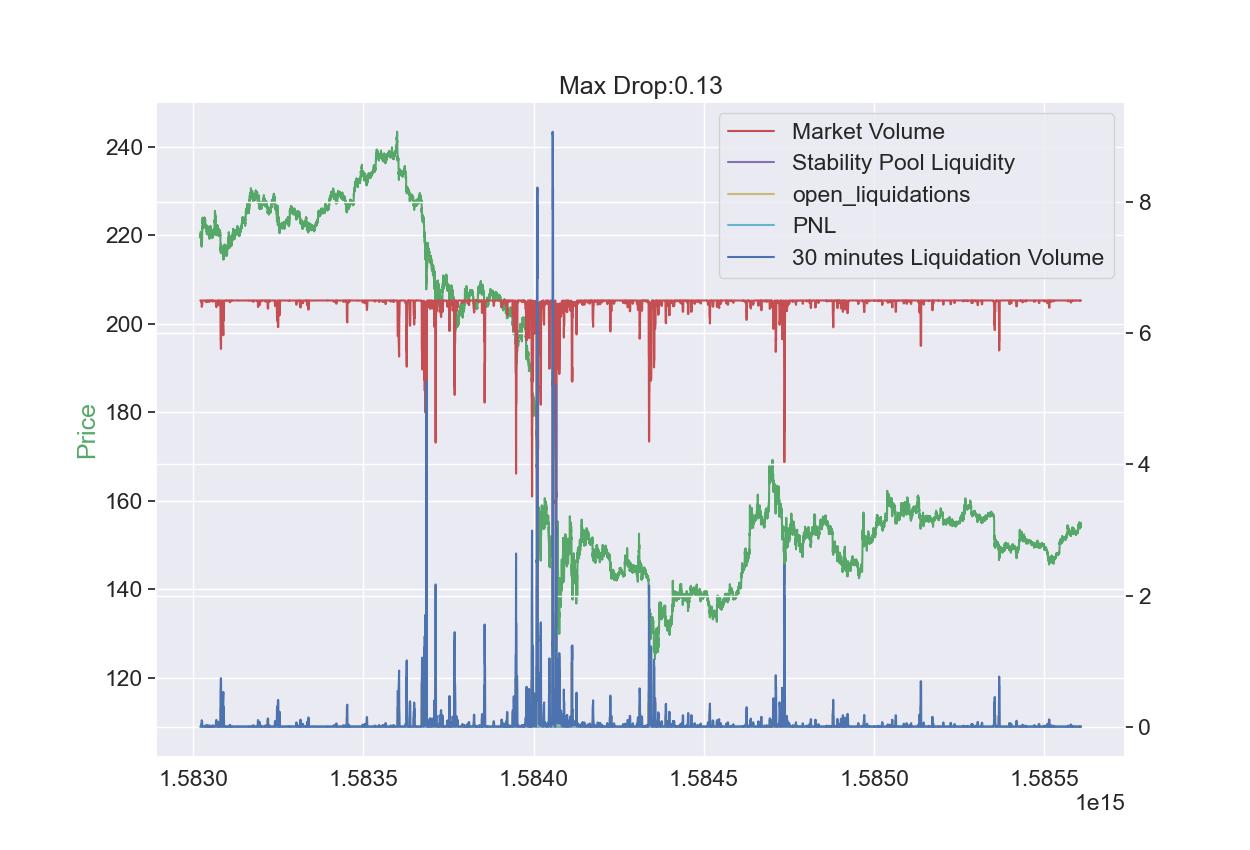 Max Drop:0.13
Market Volume
Stability Pool Liquidity
open_liquidations
PNL
30 minutes Liquidation Volume
Price
240
220
200
180
160
140
120
8
6
4
2
0
1.5830 1.5835 1.5840 1.5845 1.5850 1.5855
1e15